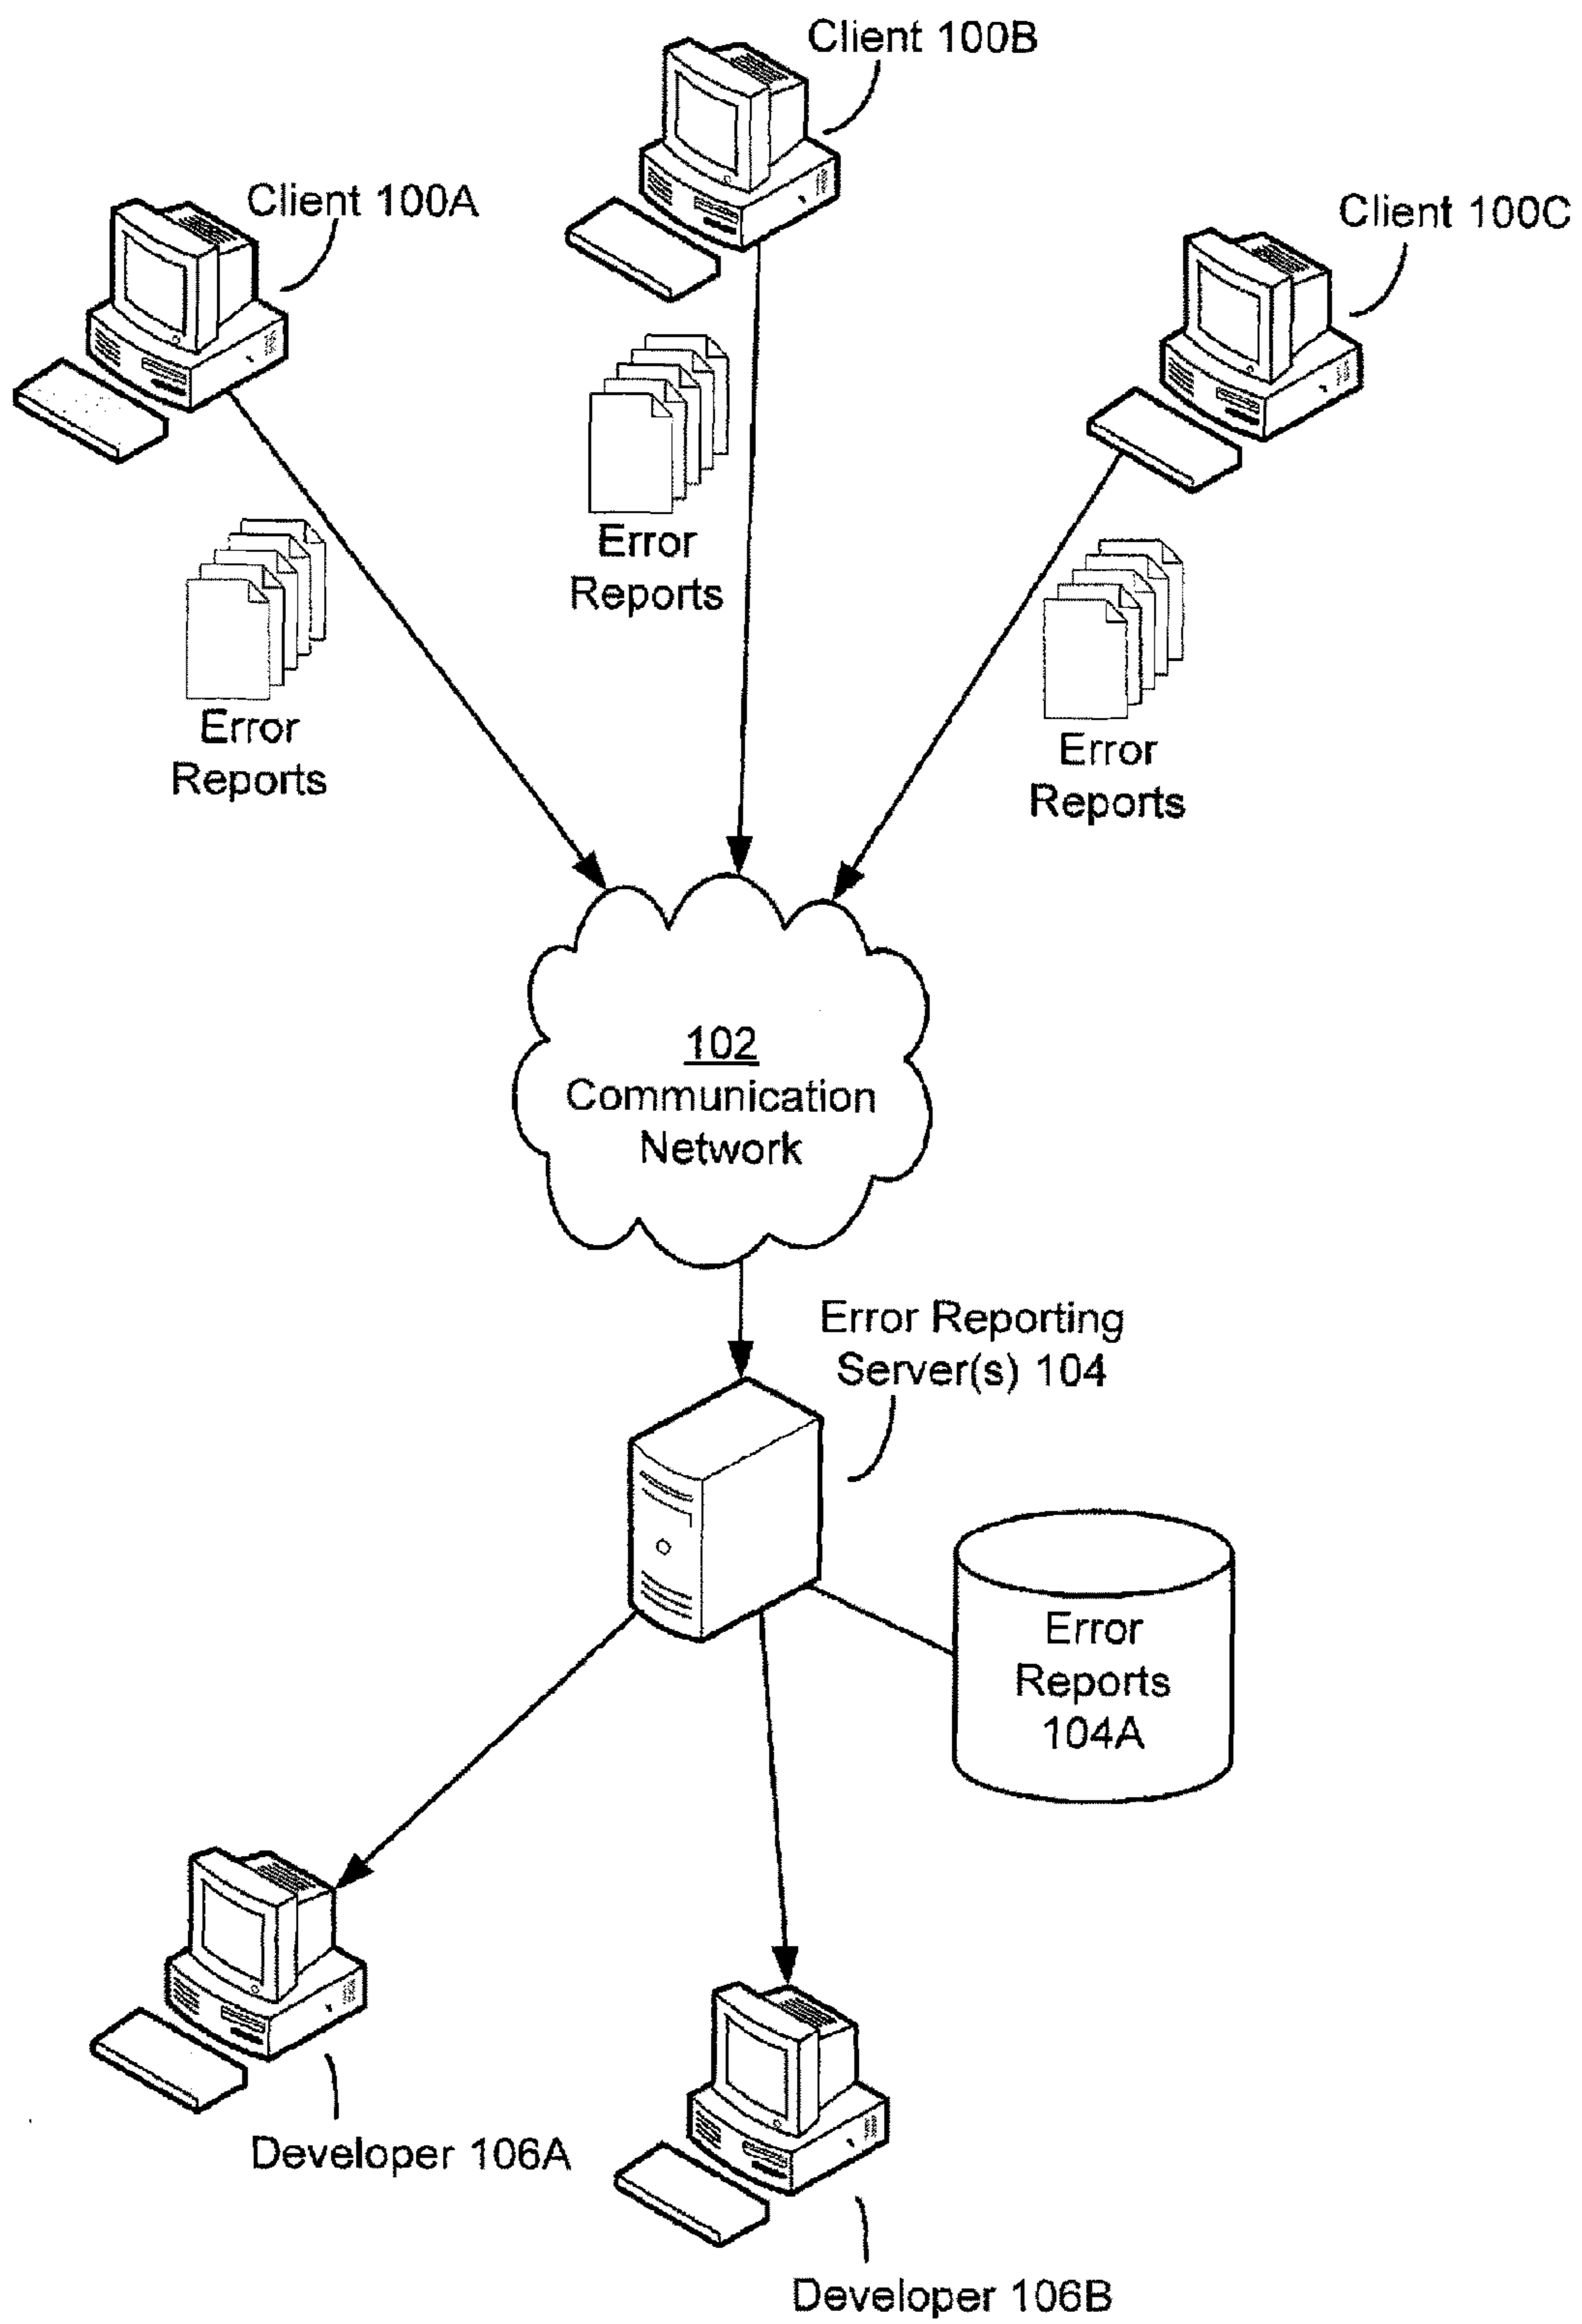 Client 100B
Client 100A
Client 100C
Error
Reports
Error
Reports
Error
Reports
102
Communication
Network
Error Reporting
Server(s) 104
Error
Reports
104A
Developer 106A
Developer 106B